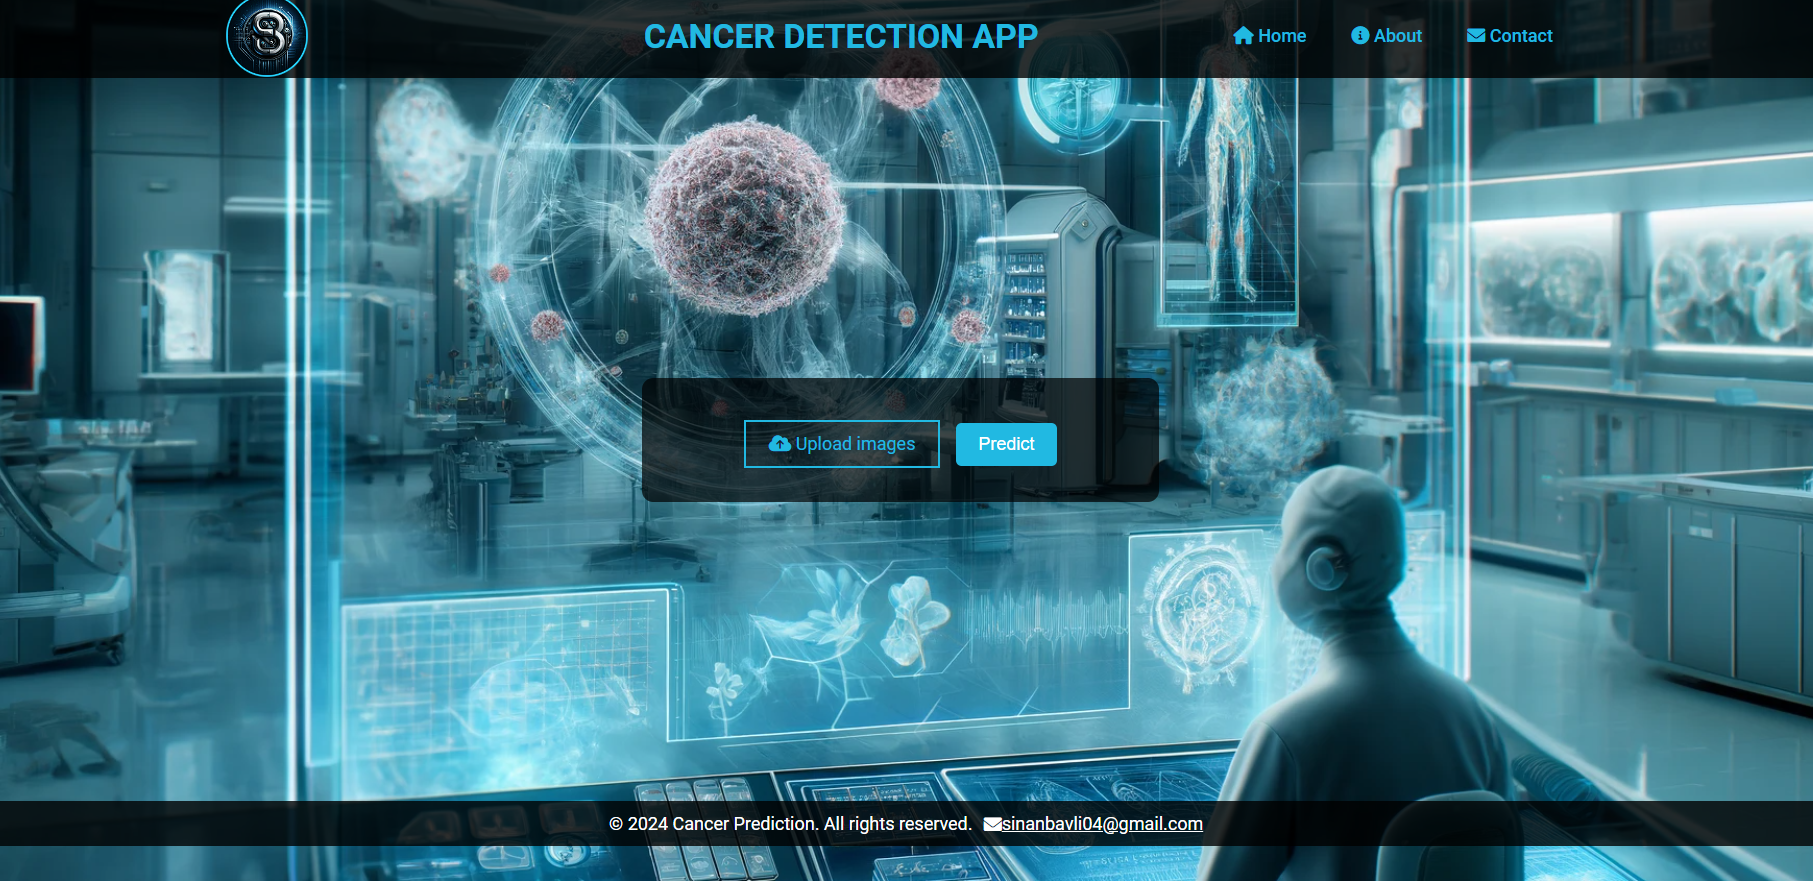 CANCER DETECTION APP
Home
About
Contact
Upload images
Predict
© 2024 Cancer Prediction. All rights reserved. sinanbavli04@gmail.com